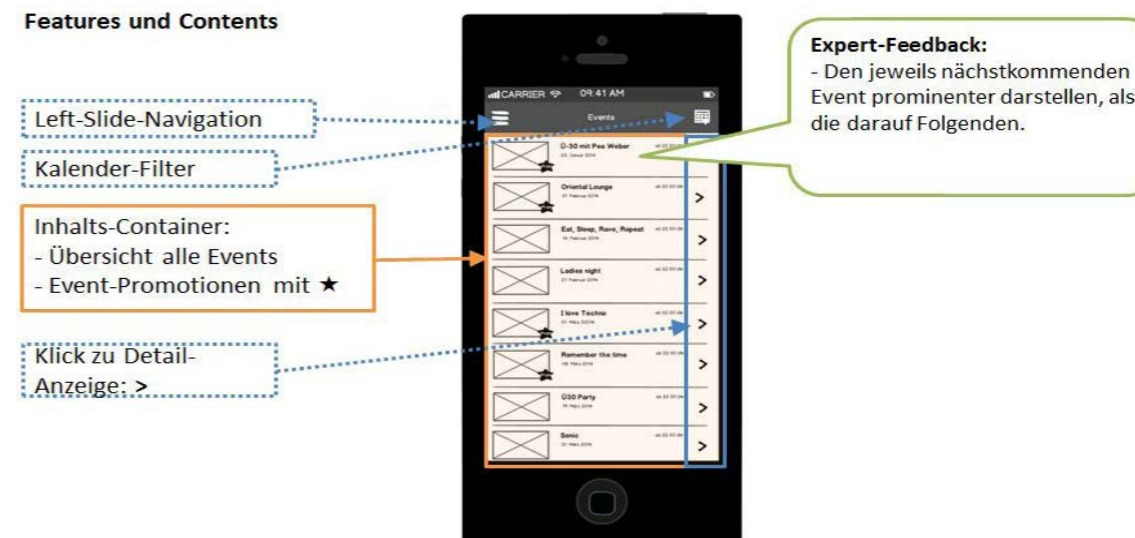 Features und Contents
Left-Slide-Navigation
Kalender-Filter
Inhalts-Container:
- Übersicht alle Events
- Event-Promotionen mit ★
Klick zu Detail-
Anzeige: >
CARRIER 09:41 AM
Events
Ü-30 mit Pea Weber
Oriental Lounge
Eat, Sleep, Rave, Repeat
Ladies night
I love Techno
Remember the time
Ü30 Party
Sonic
Expert-Feedback:
- Den jeweils nächstkommenden
Event prominenter darstellen, als
die darauf Folgenden.